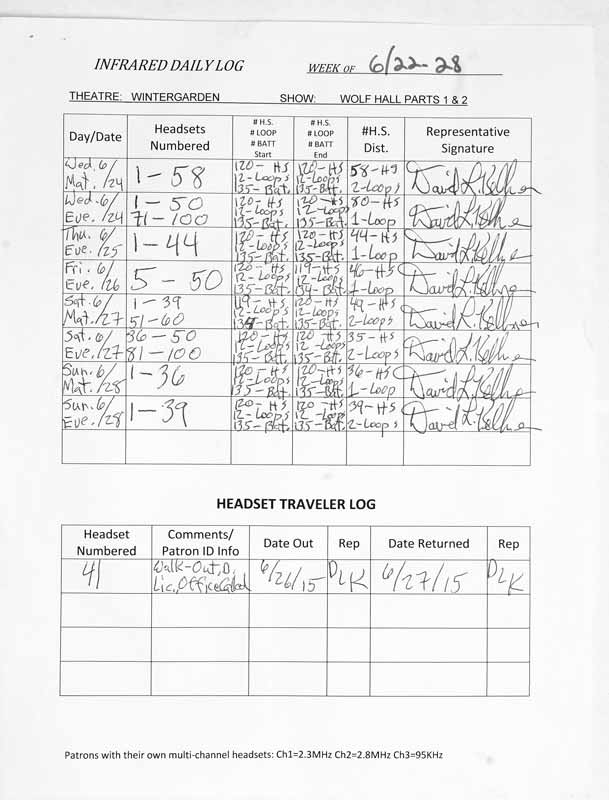 INFRARED DAILY LOG WEEK OF 6/22-28
THEATRE: WINTERGARDEN SHOW: WOLF HALL PARTS 1 & 2
Day/Date Headsets Numbered # H.S. # LOOP # BATT Start # H.S. # LOOP # BATT End #H.S. Dist. Representative Signature
Wed. 6/ Mat. /24 1-58 120-HS 12-Loops 135-Bat. 120-HS 12-Loops 135-Bat. 58-HS 2-Loops David L. Kellner
Wed. 6/ Eve. /24 1-50 71-100 120-HS 12-Loops 135-Bat. 120-HS 12-Loops 135-Bat. 80-HS 1-Loop David L. Kellner
Thu. 6/ Eve. /25 1-44 120-HS 12-Loops 135-Bat. 120-HS 12-Loops 135-Bat. 44-HS 1-Loop David L. Kellner
Fri. 6/ Eve. /26 5-50 120-HS 12-Loops 135-Bat. 119-HS 12-Loops 134-Bat. 46-HS 1-Loop David L. Kellner
Sat. 6/ Mat. /27 1-39 51-60 119-HS 12-Loops 134-Bat. 120-HS 12-Loops 135-Bat. 49-HS 2-Loops David L. Kellner
Sat. 6/ Eve. /27 36-50 81-100 120-HS 12-Loops 135-Bat. 120-HS 12-Loops 135-Bat. 35-HS 2-Loops David L. Kellner
Sun. 6/ Mat. /28 1-36 120-HS 12-Loops 135-Bat. 120-HS 12-Loops 135-Bat. 36-HS 1-Loop David L. Kellner
Sun. 6/ Eve. /28 1-39 120-HS 12-Loops 135-Bat. 120-HS 12-Loops 135-Bat. 39-HS 2-Loops David L. Kellner
HEADSET TRAVELER LOG
Headset Numbered Comments/ Patron ID Info Date Out Rep Date Returned Rep
41 Walk-Out, D. Lic., Office Called 6/26/15 DLK 6/27/15 DLK
Patrons with their own multi-channel headsets: Ch1=2.3MHz Ch2=2.8MHz Ch3=95KHz